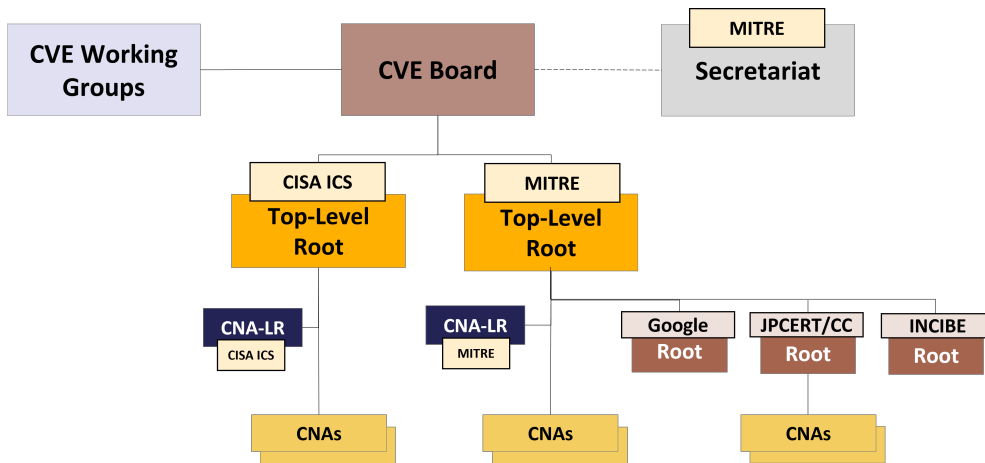 MITRE
CVE Working
Groups
CVE Board
Secretariat
CISA ICS
Top-Level
Root
MITRE
Top-Level
Root
CNA-LR
CISA ICS
CNA-LR
MITRE
Google
Root
JPCERT/CC
Root
INCIBE
Root
CNAs
CNAs
CNAs